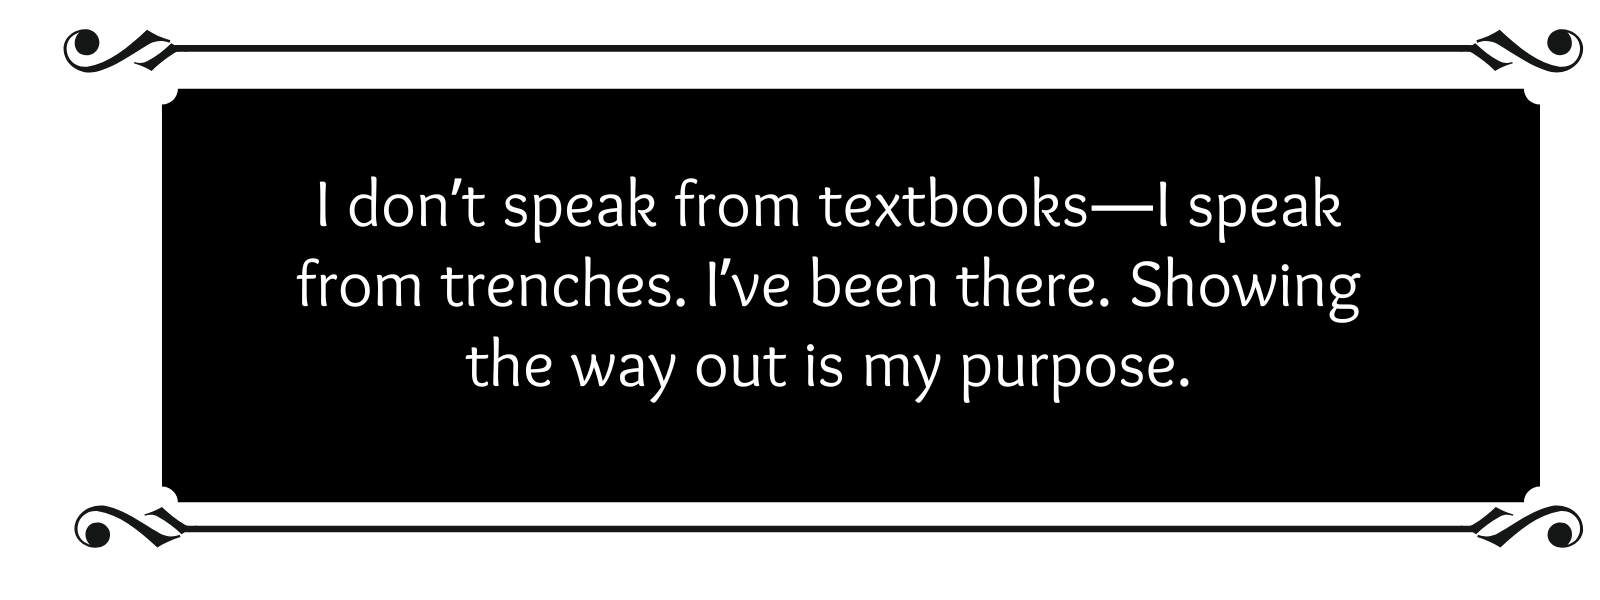 I don’t speak from textbooks—I speak
from trenches. I’ve been there. Showing
the way out is my purpose.